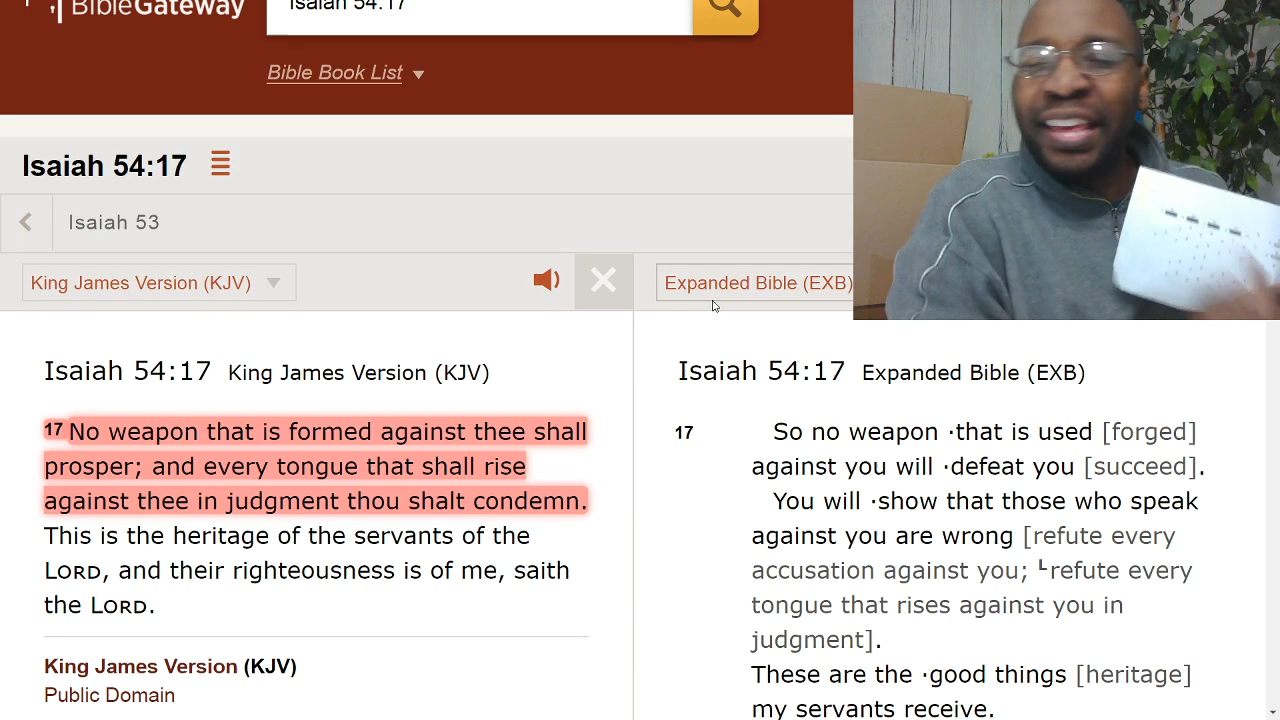 BibleGateway
Isaiah 54:17
Bible Book List
Isaiah 54:17
Isaiah 53
King James Version (KJV)
Expanded Bible (EXB)
Isaiah 54:17 King James Version (KJV)
17 No weapon that is formed against thee shall
prosper; and every tongue that shall rise
against thee in judgment thou shalt condemn.
This is the heritage of the servants of the
LORD, and their righteousness is of me, saith
the LORD.
King James Version (KJV)
Public Domain
Isaiah 54:17 Expanded Bible (EXB)
17 So no weapon ·that is used [forged]
against you will ·defeat you [succeed].
You will ·show that those who speak
against you are wrong [refute every
accusation against you; ᴸrefute every
tongue that rises against you in
judgment].
These are the ·good things [heritage]
my servants receive.